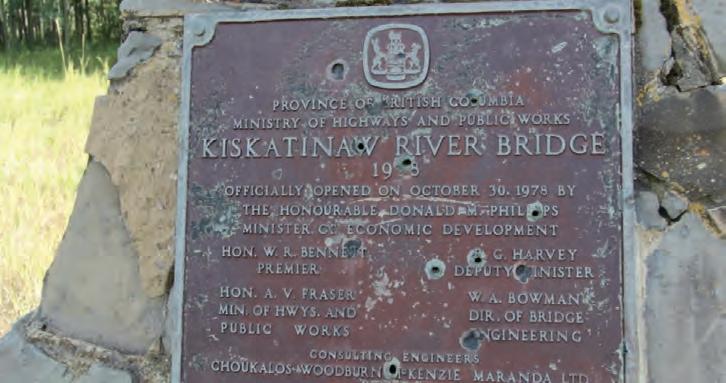 PROVINCE OF BRITISH COLUMBIA
MINISTRY OF HIGHWAYS AND PUBLIC WORKS
KISKATINAW RIVER BRIDGE
1978
OFFICIALLY OPENED ON OCTOBER 30, 1978 BY
THE HONOURABLE DONALD M. PHILLIPS
MINISTER OF ECONOMIC DEVELOPMENT
HON. W. R. BENNETT
PREMIER
G. HARVEY
DEPUTY MINISTER
HON. A. V. FRASER
MIN. OF HWYS. AND
PUBLIC WORKS
W. A. BOWMAN
DIR. OF BRIDGE
ENGINEERING
CONSULTING ENGINEERS
CHOUKALOS WOODBURN MCKENZIE MARANDA LTD.